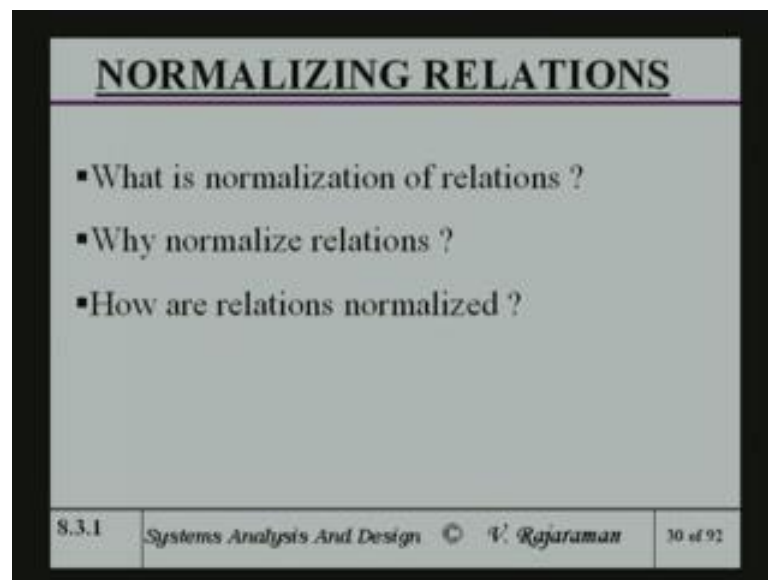 NORMALIZING RELATIONS
▪What is normalization of relations ?
▪Why normalize relations ?
▪How are relations normalized ?
8.3.1 Systems Analysis And Design © V. Rajaraman 30 of 92